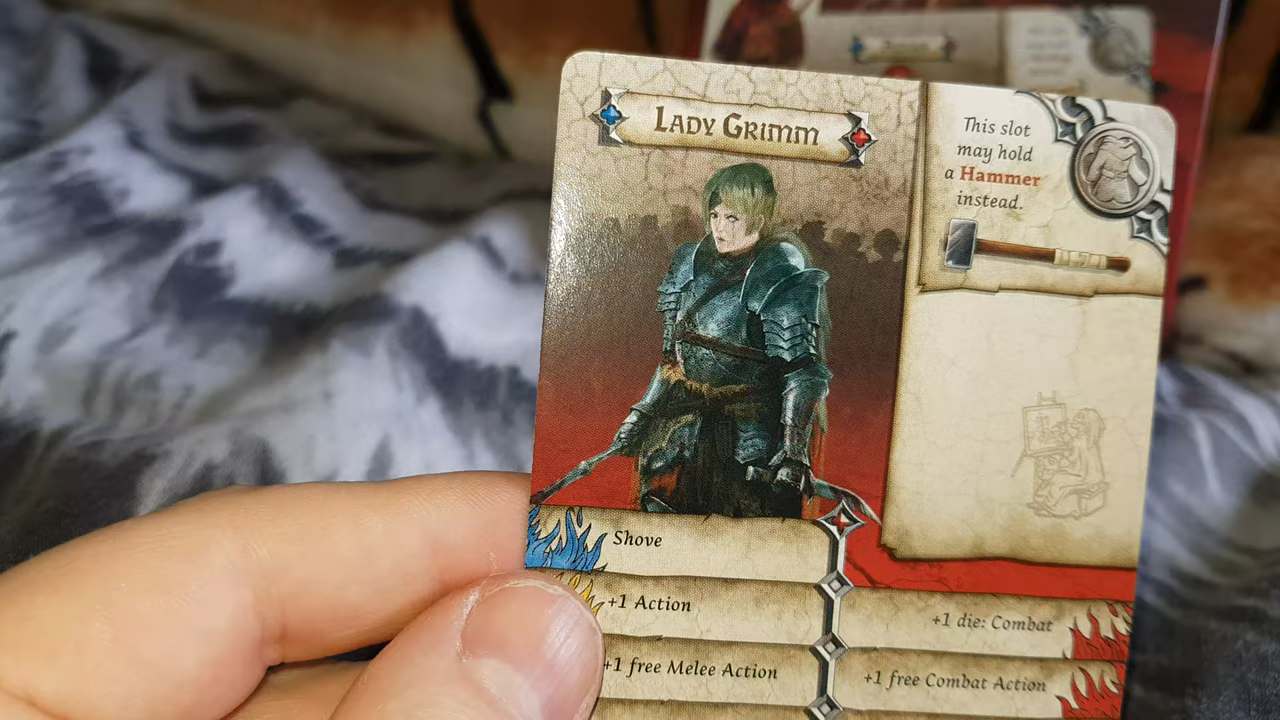 Lady Grimm
This slot
may hold
a Hammer
instead.
Shove
+1 Action
+1 free Melee Action
+1 die: Combat
+1 free Combat Action